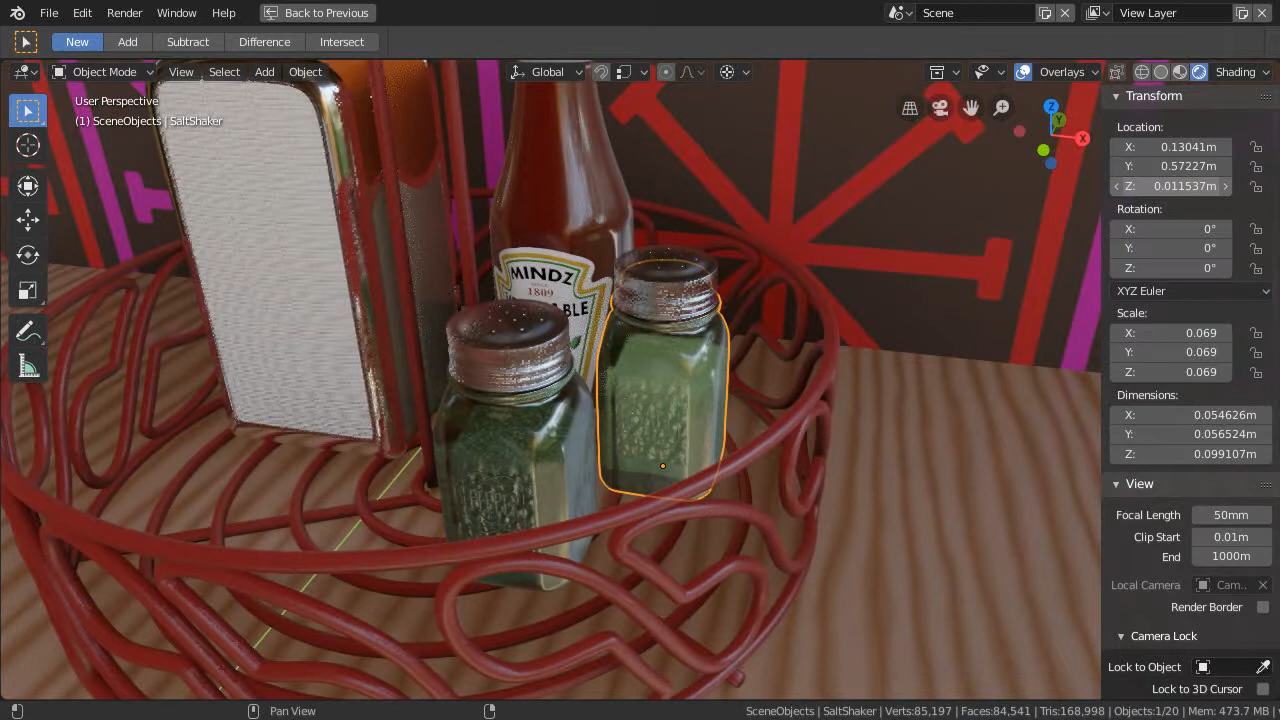 File Edit Render Window Help Back to Previous Scene View Layer
New Add Subtract Difference Intersect
Object Mode View Select Add Object Global Overlays Shading
User Perspective
(1) SceneObjects | SaltShaker
Z
Y
X
MINDZ
SINCE
1809
ABLE
Transform
Location:
X: 0.13041m
Y: 0.57227m
Z: 0.011537m
Rotation:
X: 0°
Y: 0°
Z: 0°
XYZ Euler
Scale:
X: 0.069
Y: 0.069
Z: 0.069
Dimensions:
X: 0.054626m
Y: 0.056524m
Z: 0.099107m
View
Focal Length 50mm
Clip Start 0.01m
End 1000m
Local Camera Cam..
Render Border
Camera Lock
Lock to Object
Lock to 3D Cursor
Pan View
SceneObjects | SaltShaker | Verts:85,197 | Faces:84,541 | Tris:168,998 | Objects:1/20 | Mem: 473.7 MB